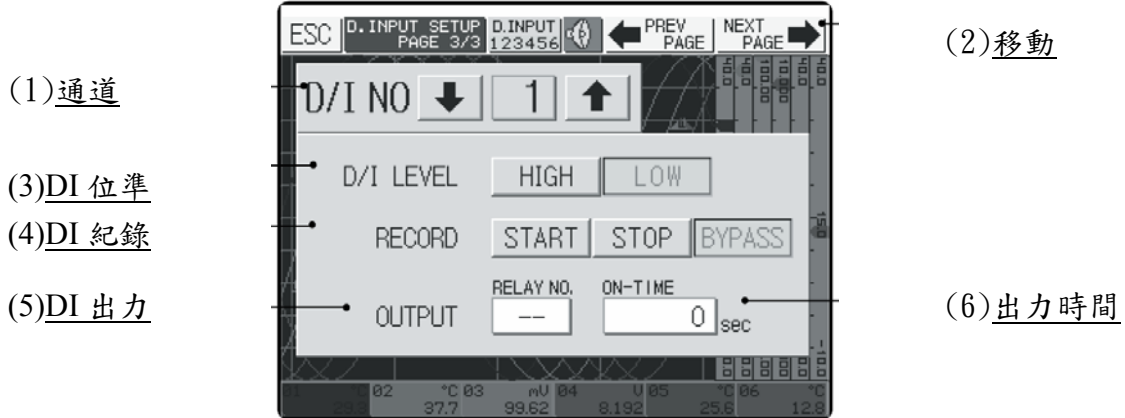 ESC
D.INPUT SETUP
PAGE 3/3
D.INPUT
123456
PREV
PAGE
NEXT
PAGE
(2)移動
(1)通道
D/I NO 1
(3)DI 位準
D/I LEVEL HIGH LOW
(4)DI 紀錄
RECORD START STOP BYPASS
(5)DI 出力
RELAY NO. ON-TIME
OUTPUT -- 0 sec
(6)出力時間
01 °C 02 °C 03 mV 04 V 05 °C 06 °C
29.3 37.7 99.62 8.192 25.6 12.8